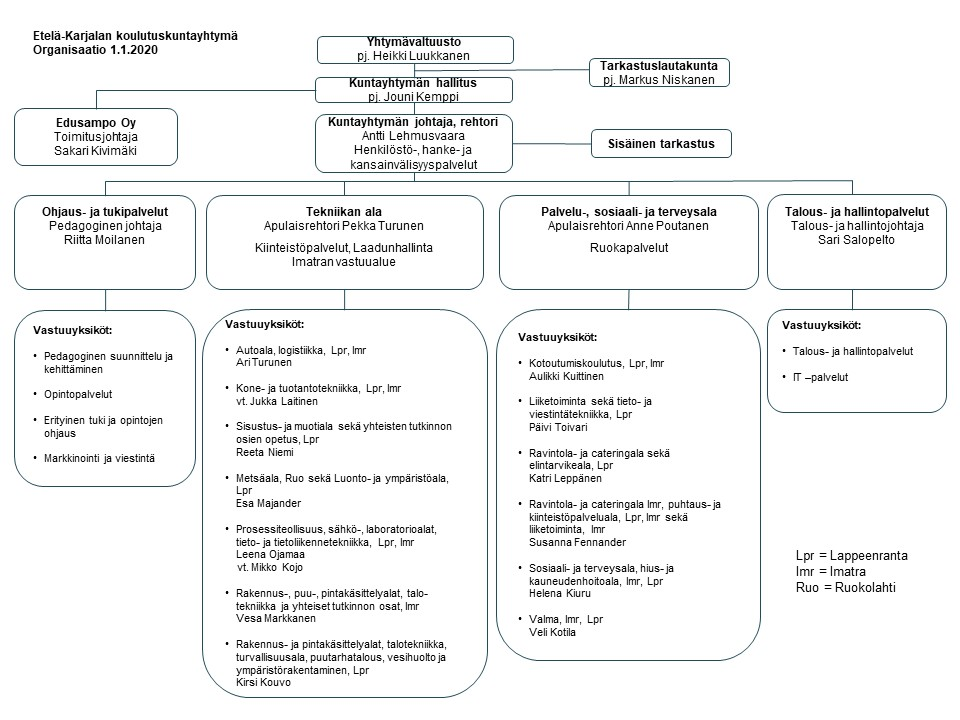 Etelä-Karjalan koulutuskuntayhtymä
Organisaatio 1.1.2020
Yhtymävaltuusto
pj. Heikki Luukkanen
Tarkastuslautakunta
pj. Markus Niskanen
Kuntayhtymän hallitus
pj. Jouni Kemppi
Edusampo Oy
Toimitusjohtaja
Sakari Kivimäki
Kuntayhtymän johtaja, rehtori
Antti Lehmusvaara
Henkilöstö-, hanke- ja
kansainvälisyyspalvelut
Sisäinen tarkastus
Ohjaus- ja tukipalvelut
Pedagoginen johtaja
Riitta Moilanen
Tekniikan ala
Apulaisrehtori Pekka Turunen
Kiinteistöpalvelut, Laadunhallinta
Imatran vastuualue
Palvelu-, sosiaali- ja terveysala
Apulaisrehtori Anne Poutanen
Ruokapalvelut
Talous- ja hallintopalvelut
Talous- ja hallintojohtaja
Sari Salopelto
Vastuuyksiköt:
• Pedagoginen suunnittelu ja
kehittäminen
• Opintopalvelut
• Erityinen tuki ja opintojen
ohjaus
• Markkinointi ja viestintä
Vastuuyksiköt:
• Autoala, logistiikka, Lpr, Imr
Ari Turunen
• Kone- ja tuotantotekniikka, Lpr, Imr
vt. Jukka Laitinen
• Sisustus- ja muotiala sekä yhteisten tutkinnon
osien opetus, Lpr
Reeta Niemi
• Metsäala, Ruo sekä Luonto- ja ympäristöala,
Lpr
Esa Majander
• Prosessiteollisuus, sähkö-, laboratorioalat,
tieto- ja tietoliikennetekniikka, Lpr, Imr
Leena Ojamaa
vt. Mikko Kojo
• Rakennus-, puu-, pintakäsittelyalat, talo-
tekniikka ja yhteiset tutkinnon osat, Imr
Vesa Markkanen
• Rakennus- ja pintakäsittelyalat, talotekniikka,
turvallisuusala, puutarhatalous, vesihuolto ja
ympäristörakentaminen, Lpr
Kirsi Kouvo
Vastuuyksiköt:
• Kotoutumiskoulutus, Lpr, Imr
Aulikki Kuittinen
• Liiketoiminta sekä tieto- ja
viestintätekniikka, Lpr
Päivi Toivari
• Ravintola- ja cateringala sekä
elintarvikeala, Lpr
Katri Leppänen
• Ravintola- ja cateringala Imr, puhtaus- ja
kiinteistöpalveluala, Lpr, Imr sekä
liiketoiminta, Imr
Susanna Fennander
• Sosiaali- ja terveysala, hius- ja
kauneudenhoitoala, Imr, Lpr
Helena Kiuru
• Valma, Imr, Lpr
Veli Kotila
Vastuuyksiköt:
• Talous- ja hallintopalvelut
• IT –palvelut
Lpr = Lappeenranta
Imr = Imatra
Ruo = Ruokolahti